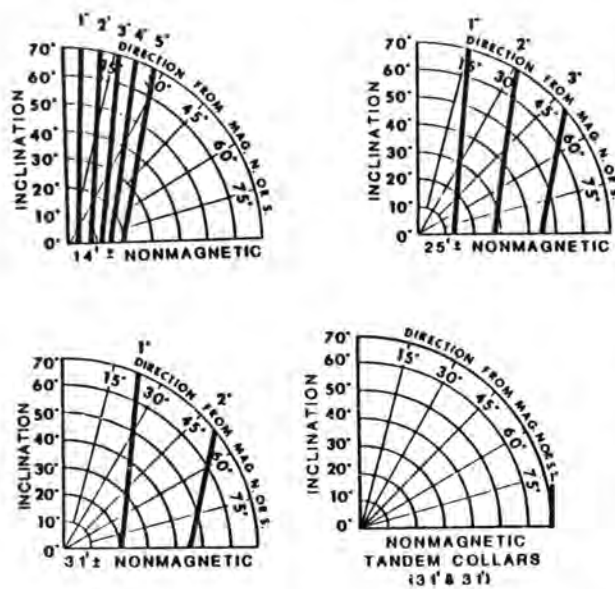 1° 2° 3° 4° 5°
DIRECTION FROM MAG. N. OR S.
15° 30° 45° 60° 75°
INCLINATION
70°
60°
50°
40°
30°
20°
10°
0°
14' ± NONMAGNETIC
1° 2° 3°
DIRECTION FROM MAG. N. OR S.
15° 30° 45° 60° 75°
INCLINATION
70°
60°
50°
40°
30°
20°
10°
0°
25' ± NONMAGNETIC
1° 2°
DIRECTION FROM MAG. N. OR S.
15° 30° 45° 60° 75°
INCLINATION
70°
60°
50°
40°
30°
20°
10°
0°
31' ± NONMAGNETIC
DIRECTION FROM MAG. N OR S.
15° 30° 45° 60° 75°
INCLINATION
70°
60°
50°
40°
30°
20°
10°
0°
NONMAGNETIC
TANDEM COLLARS
(31' & 31')